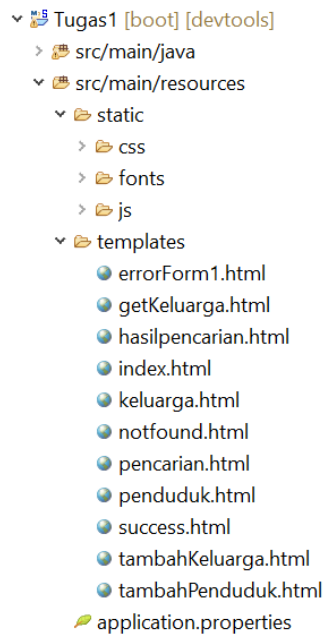 Tugas1 [boot] [devtools]
src/main/java
src/main/resources
static
css
fonts
js
templates
errorForm1.html
getKeluarga.html
hasilpencarian.html
index.html
keluarga.html
notfound.html
pencarian.html
penduduk.html
success.html
tambahKeluarga.html
tambahPenduduk.html
application.properties